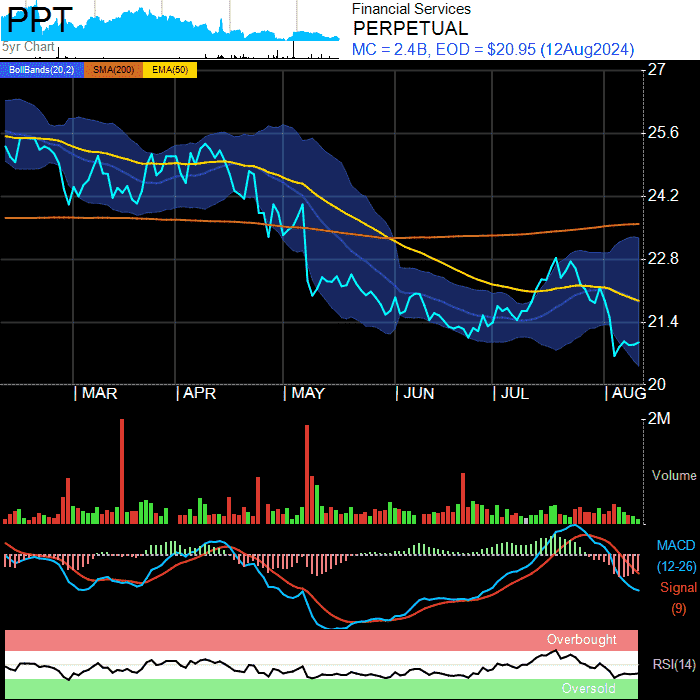 PPT
5yr Chart
Financial Services
PERPETUAL
MC = 2.4B, EOD = $20.95 (12Aug2024)
BollBands(20,2) SMA(200) EMA(50)
27
25.6
24.2
22.8
21.4
20
| MAR | APR | MAY | JUN | JUL | AUG
2M
Volume
MACD
(12-26)
Signal
(9)
Overbought
RSI(14)
Oversold